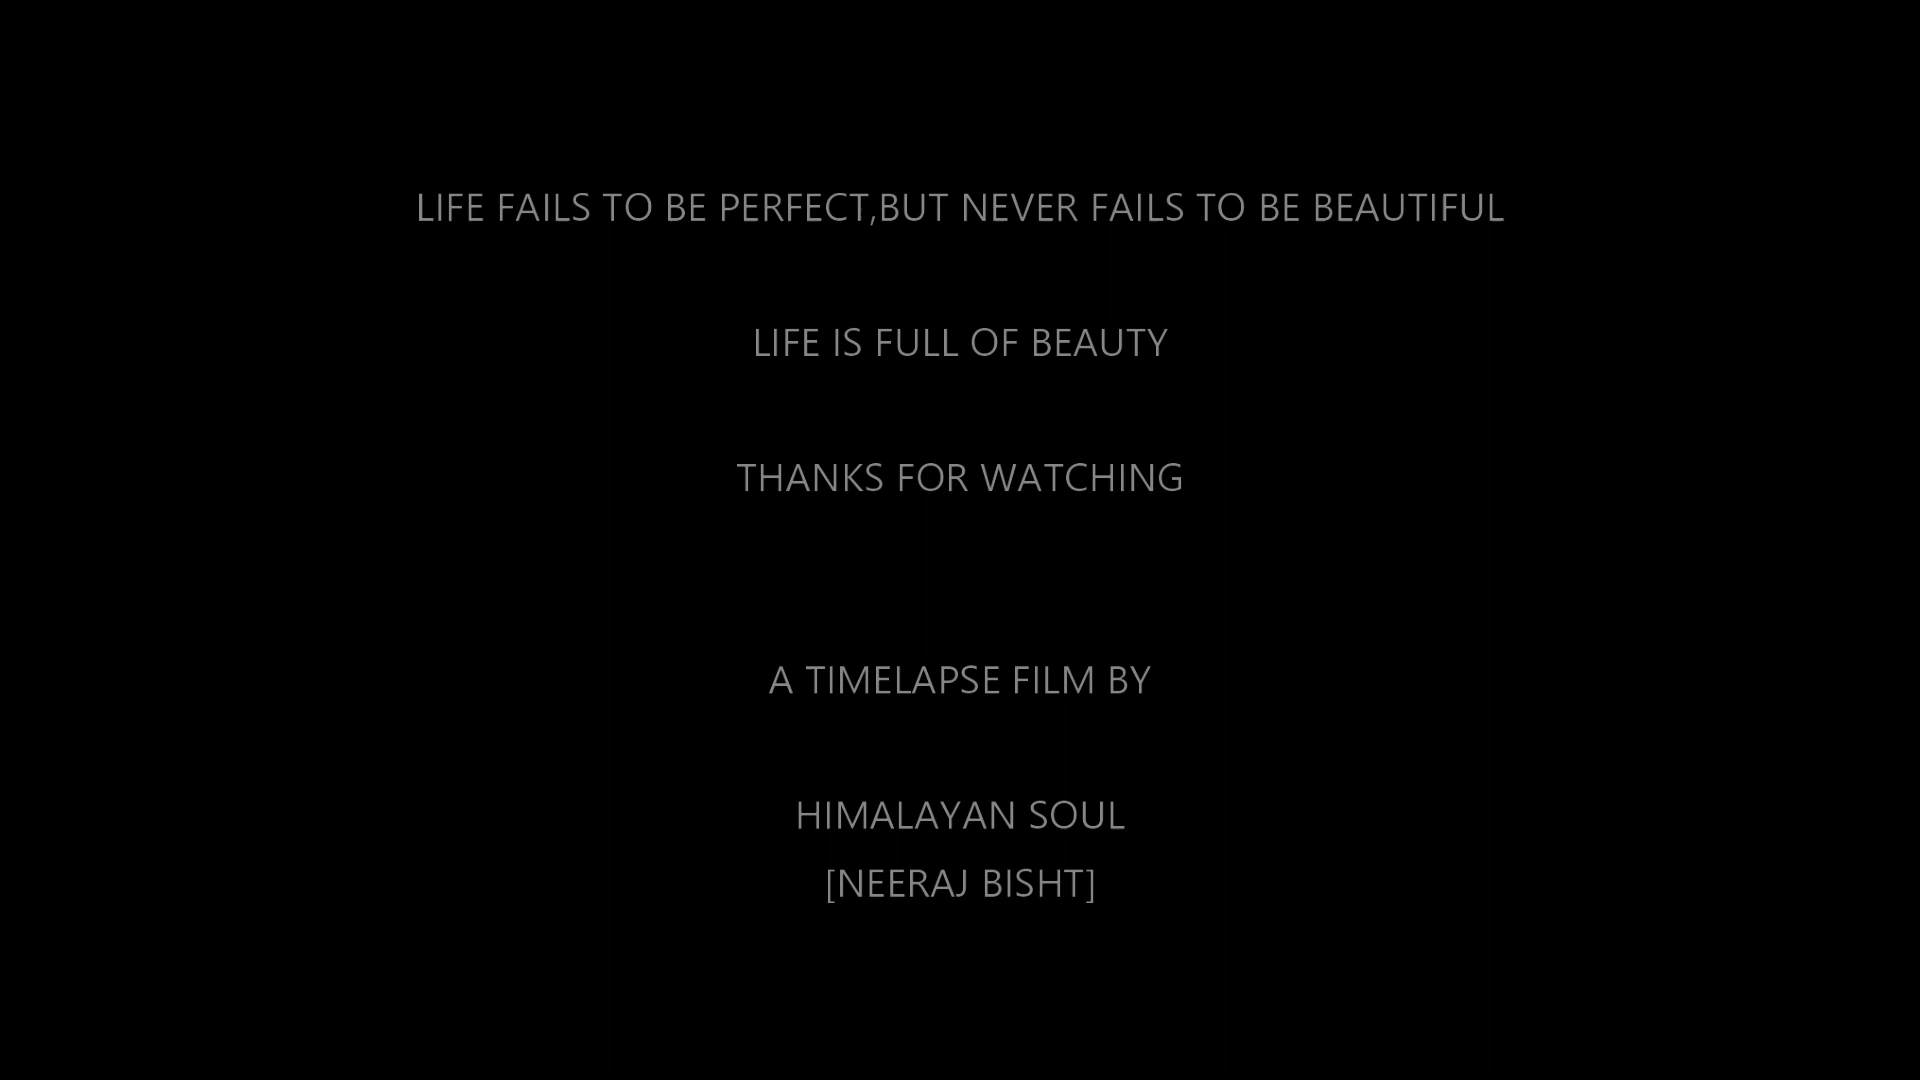 LIFE FAILS TO BE PERFECT,BUT NEVER FAILS TO BE BEAUTIFUL
LIFE IS FULL OF BEAUTY
THANKS FOR WATCHING
A TIMELAPSE FILM BY
HIMALAYAN SOUL
[NEERAJ BISHT]